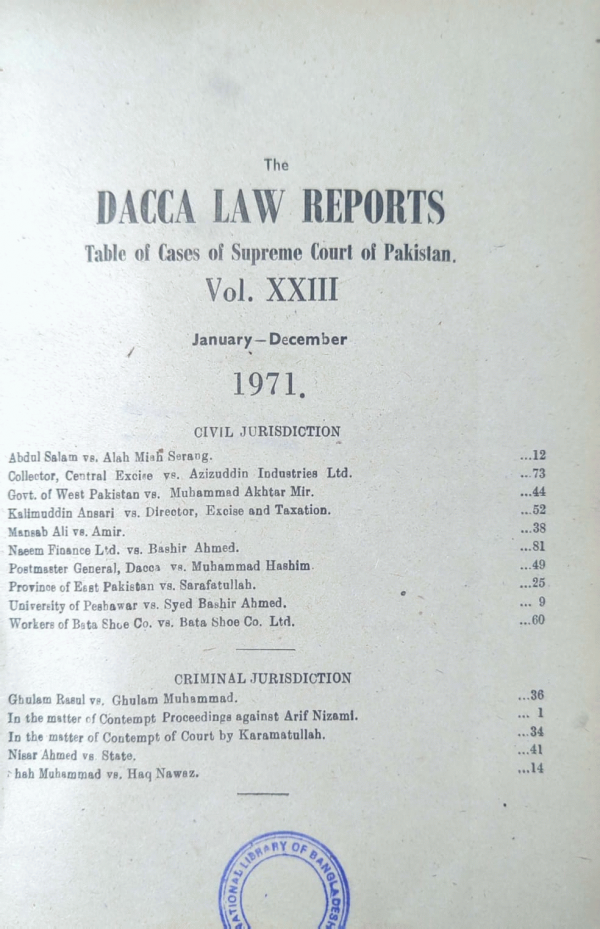 The
DACCA LAW REPORTS
Table of Cases of Supreme Court of Pakistan.
Vol. XXIII
January—December
1971.
CIVIL JURISDICTION
Abdul Salam vs. Alah Miah Serang. ...12
Collector, Central Excise vs. Azizuddin Industries Ltd. ...73
Govt. of West Pakistan vs. Muhammad Akhtar Mir. ...44
Kalimuddin Ansari vs. Director, Excise and Taxation. ...52
Mansab Ali vs. Amir. ...38
Naeem Finance Ltd. vs. Bashir Ahmed. ...81
Postmaster General, Dacca vs. Muhammad Hashim. ...49
Province of East Pakistan vs. Sarafatullah. ...25
University of Peshawar vs. Syed Bashir Ahmed. ... 9
Workers of Bata Shoe Co. vs. Bata Shoe Co. Ltd. ...60
CRIMINAL JURISDICTION
Ghulam Rasul vs. Ghulam Muhammad. ...36
In the matter of Contempt Proceedings against Arif Nizami. ... 1
In the matter of Contempt of Court by Karamatullah. ...34
Nisar Ahmed vs State. ...41
hah Muhammad vs. Haq Nawaz. ...14
NATIONAL LIBRARY OF BANGLADESH